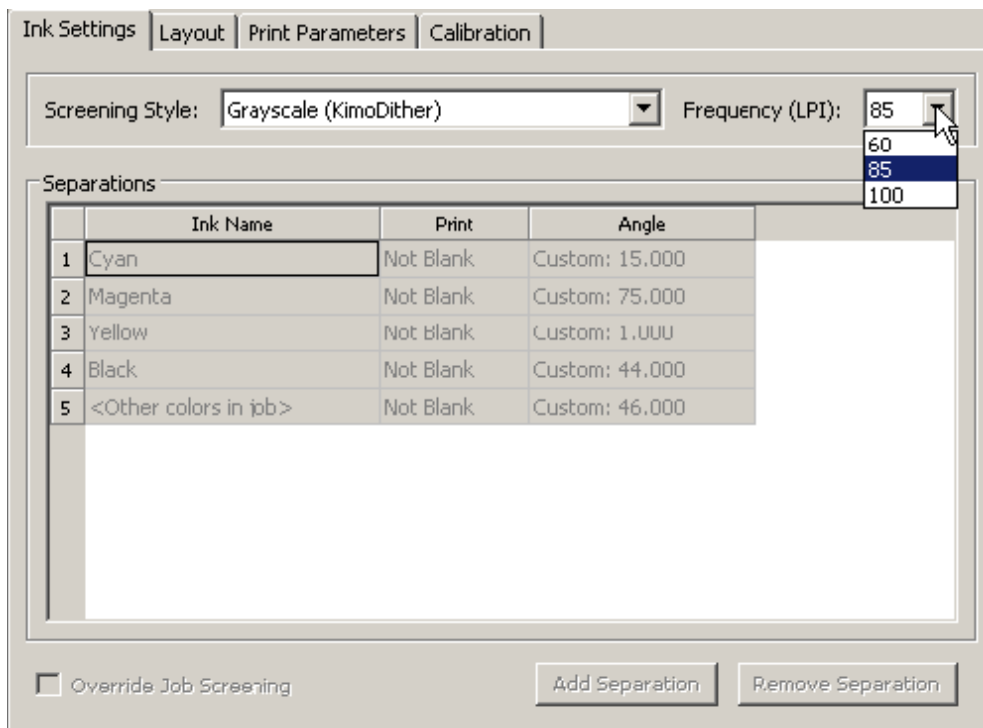 Ink Settings Layout Print Parameters Calibration
Screening Style: Grayscale (KimoDither) Frequency (LPI): 85
60
85
100
Separations
Ink Name Print Angle
1 Cyan Not Blank Custom: 15.000
2 Magenta Not Blank Custom: 75.000
3 Yellow Not Blank Custom: 1.000
4 Black Not Blank Custom: 44.000
5 <Other colors in job> Not Blank Custom: 46.000
Override Job Screening Add Separation Remove Separation